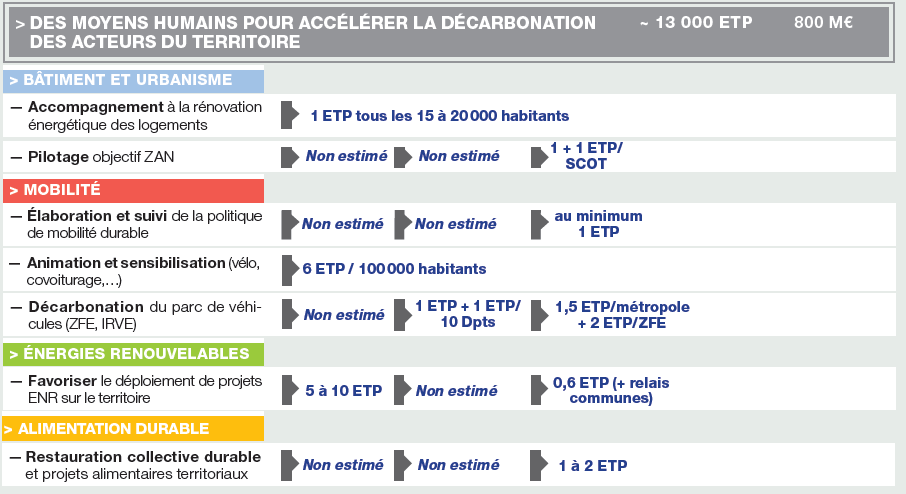 > DES MOYENS HUMAINS POUR ACCÉLÉRER LA DÉCARBONATION ~ 13 000 ETP 800 M€
DES ACTEURS DU TERRITOIRE
> BÂTIMENT ET URBANISME
— Accompagnement à la rénovation
énergétique des logements
1 ETP tous les 15 à 20 000 habitants
— Pilotage objectif ZAN
Non estimé
Non estimé
1 + 1 ETP/
SCOT
> MOBILITÉ
— Élaboration et suivi de la politique
de mobilité durable
Non estimé
Non estimé
au minimum
1 ETP
— Animation et sensibilisation (vélo,
covoiturage,...)
6 ETP / 100 000 habitants
— Décarbonation du parc de véhi-
cules (ZFE, IRVE)
Non estimé
1 ETP + 1 ETP/
10 Dpts
1,5 ETP/métropole
+ 2 ETP/ZFE
> ÉNERGIES RENOUVELABLES
— Favoriser le déploiement de projets
ENR sur le territoire
5 à 10 ETP
Non estimé
0,6 ETP (+ relais
communes)
> ALIMENTATION DURABLE
— Restauration collective durable
et projets alimentaires territoriaux
Non estimé
Non estimé
1 à 2 ETP